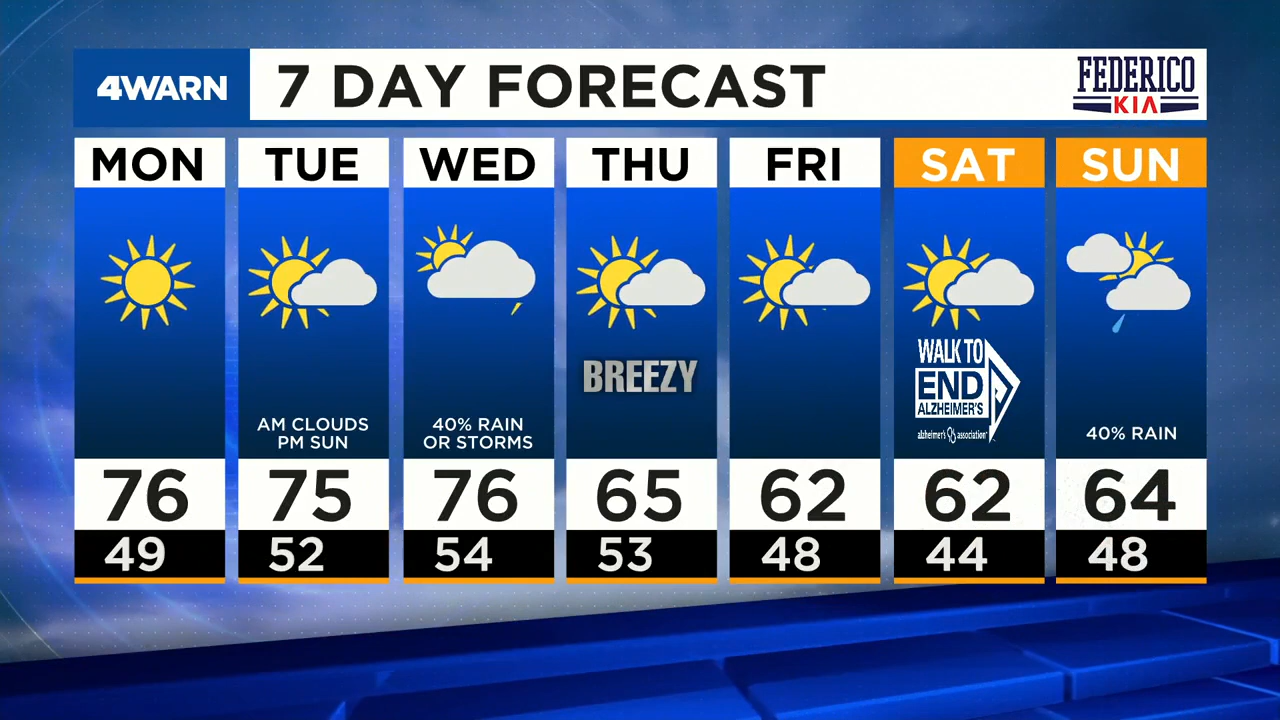 4WARN
7 DAY FORECAST
FEDERICO
KIA
MON
TUE
WED
THU
FRI
SAT
SUN
BREEZY
WALK TO
END
ALZHEIMER'S
alzheimer's association
AM CLOUDS
PM SUN
40% RAIN
OR STORMS
40% RAIN
76
75
76
65
62
62
64
49
52
54
53
48
44
48